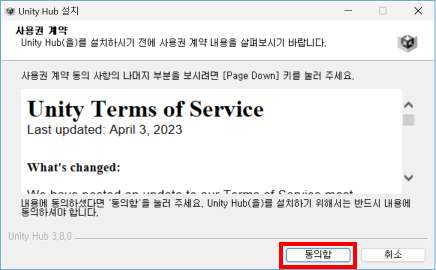 Unity Hub 설치
사용권 계약
Unity Hub(을)를 설치하시기 전에 사용권 계약 내용을 살펴보시기 바랍니다.
사용권 계약 동의 사항의 나머지 부분을 보시려면 [Page Down] 키를 눌러 주세요.
Unity Terms of Service
Last updated: April 3, 2023
What's changed:
We have posted an update to our Terms of Service meet
내용에 동의하셨다면 '동의함'을 눌러 주세요. Unity Hub(을)를 설치하기 위해서는 반드시 내용에
동의하셔야 합니다.
Unity Hub 3,8,0
동의함
취소